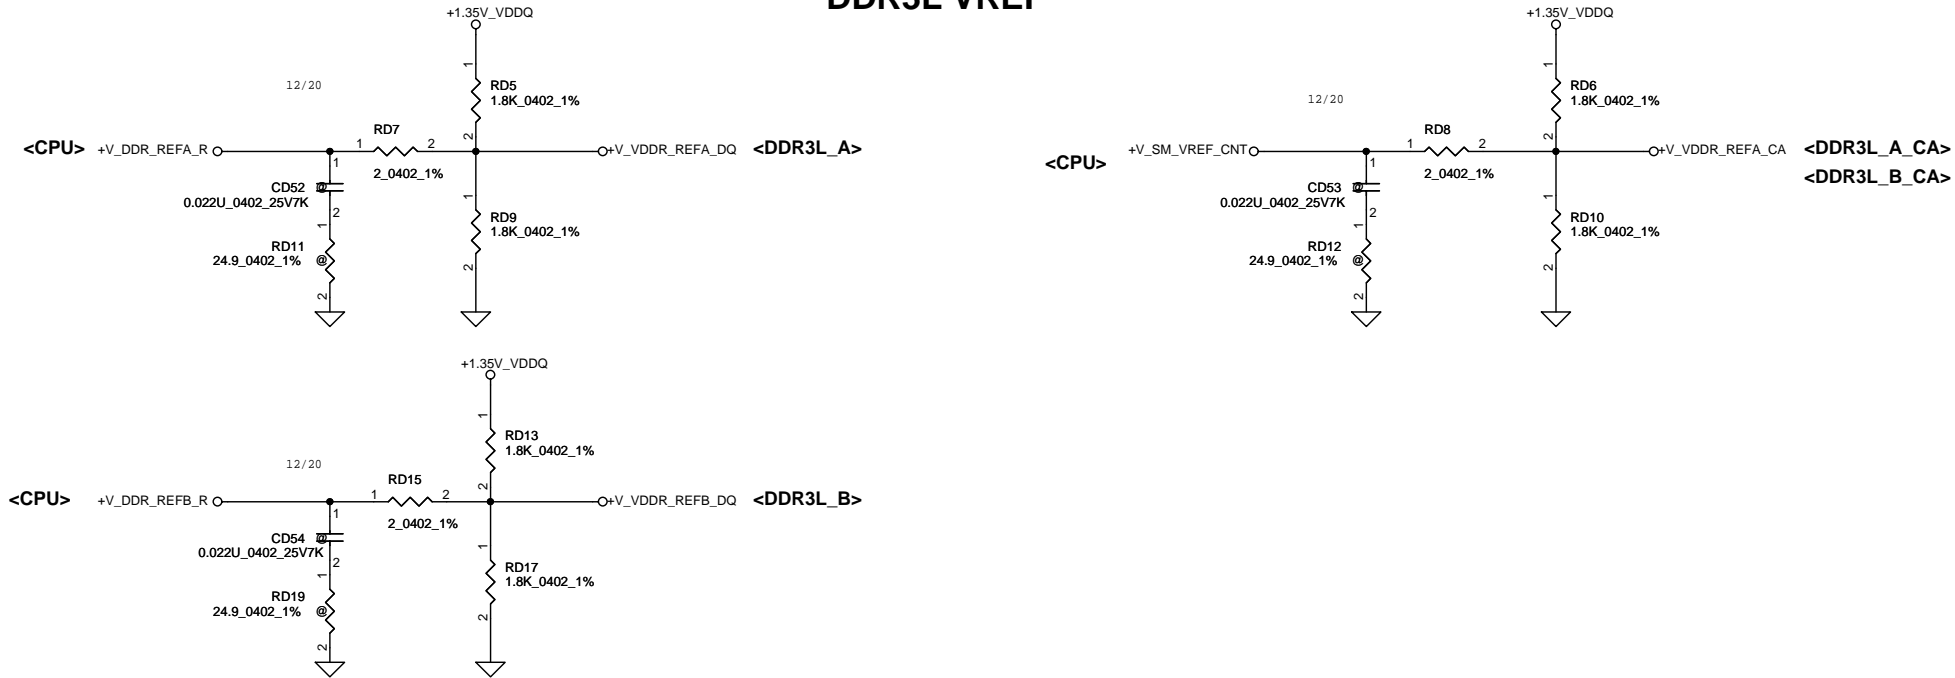 DDR3L VREF
+1.35V_VDDQ
12/20
1
RD5
1.8K_0402_1%
2
<CPU> +V_DDR_REFA_R
1 RD7 2
2_0402_1%
+V_VDDR_REFA_DQ <DDR3L_A>
1
CD52 @
0.022U_0402_25V7K
2
1
RD11
24.9_0402_1% @
2
1
RD9
1.8K_0402_1%
2
+1.35V_VDDQ
12/20
1
RD6
1.8K_0402_1%
2
<CPU> +V_SM_VREF_CNT
1 RD8 2
2_0402_1%
+V_VDDR_REFA_CA <DDR3L_A_CA>
<DDR3L_B_CA>
1
CD53 @
0.022U_0402_25V7K
2
1
RD12
24.9_0402_1% @
2
1
RD10
1.8K_0402_1%
2
+1.35V_VDDQ
12/20
1
RD13
1.8K_0402_1%
2
<CPU> +V_DDR_REFB_R
1 RD15 2
2_0402_1%
+V_VDDR_REFB_DQ <DDR3L_B>
1
CD54 @
0.022U_0402_25V7K
2
1
RD19
24.9_0402_1% @
2
1
RD17
1.8K_0402_1%
2